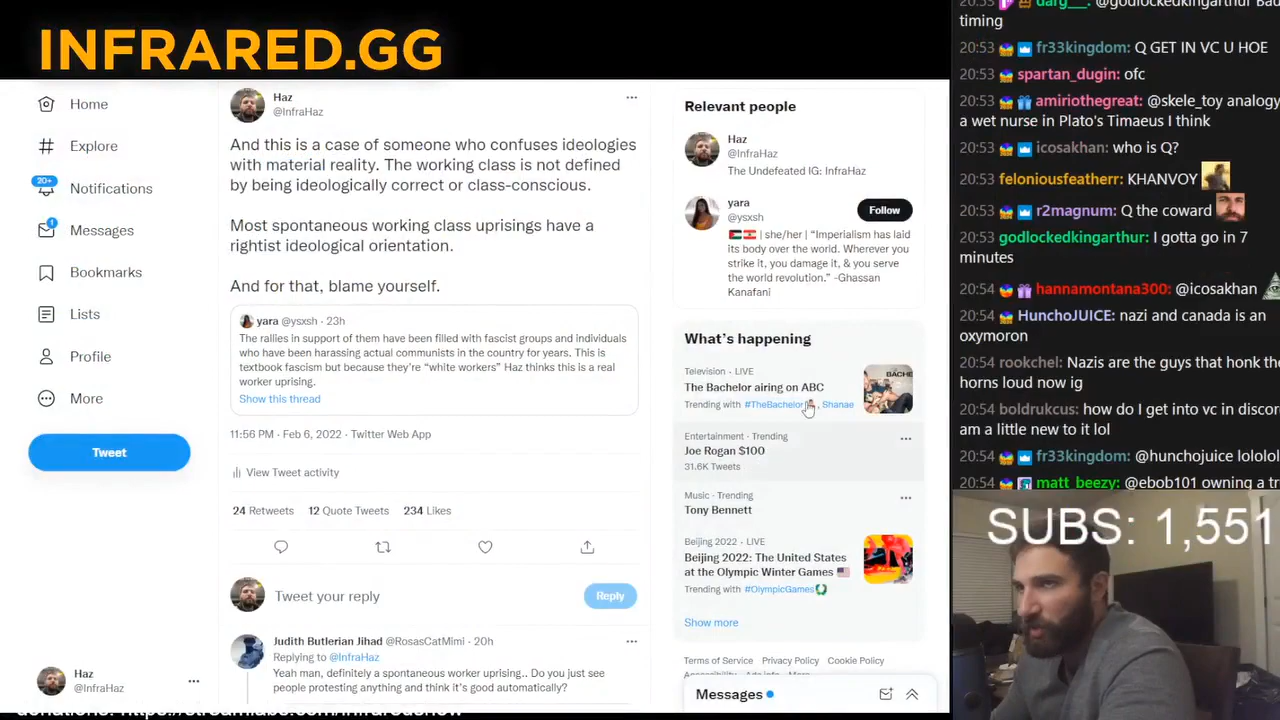 INFRARED.GG
Home
Explore
20+
Notifications
1
Messages
Bookmarks
Lists
Profile
More
Tweet
Haz
@InfraHaz
Haz
@InfraHaz
And this is a case of someone who confuses ideologies
with material reality. The working class is not defined
by being ideologically correct or class-conscious.
Most spontaneous working class uprisings have a
rightist ideological orientation.
And for that, blame yourself.
yara @ysxsh · 23h
The rallies in support of them have been filled with fascist groups and individuals
who have been harassing actual communists in the country for years. This is
textbook fascism but because they're “white workers” Haz thinks this is a real
worker uprising.
Show this thread
11:56 PM · Feb 6, 2022 · Twitter Web App
View Tweet activity
24 Retweets 12 Quote Tweets 234 Likes
Tweet your reply
Reply
Judith Butlerian Jihad @RosasCatMimi · 20h
Replying to @InfraHaz
Yeah man, definitely a spontaneous worker uprising.. Do you just see
people protesting anything and think it's good automatically?
Relevant people
Haz
@InfraHaz
The Undefeated IG: InfraHaz
yara
@ysxsh
Follow
| she/her | “Imperialism has laid
its body over the world. Wherever you
strike it, you damage it, & you serve
the world revolution.” -Ghassan
Kanafani
What's happening
Television · LIVE
The Bachelor airing on ABC
Trending with #TheBachelor , Shanae
Entertainment · Trending
Joe Rogan $100
31.6K Tweets
Music · Trending
Tony Bennett
Beijing 2022 · LIVE
Beijing 2022: The United States
at the Olympic Winter Games
Trending with #OlympicGames
Show more
Terms of Service Privacy Policy Cookie Policy
Messages
darg___: @godlockedkingarthur Bad
timing
20:53 fr33kingdom: Q GET IN VC U HOE
20:53 spartan_dugin: ofc
20:53 amiriothegreat: @skele_toy analogy
a wet nurse in Plato's Timaeus I think
20:53 icosakhan: who is Q?
20:53 feloniousfeatherr: KHANVOY
20:53 r2magnum: Q the coward
20:53 godlockedkingarthur: I gotta go in 7
minutes
20:54 hannamontana300: @icosakhan
20:54 HunchoJUICE: nazi and canada is an
oxymoron
20:54 rookchel: Nazis are the guys that honk the
horns loud now ig
20:54 boldrukcus: how do I get into vc in discord
am a little new to it lol
20:54 fr33kingdom: @hunchojuice lololol
20:54 matt_beezy: @ebob101 owning a
SUBS: 1,551